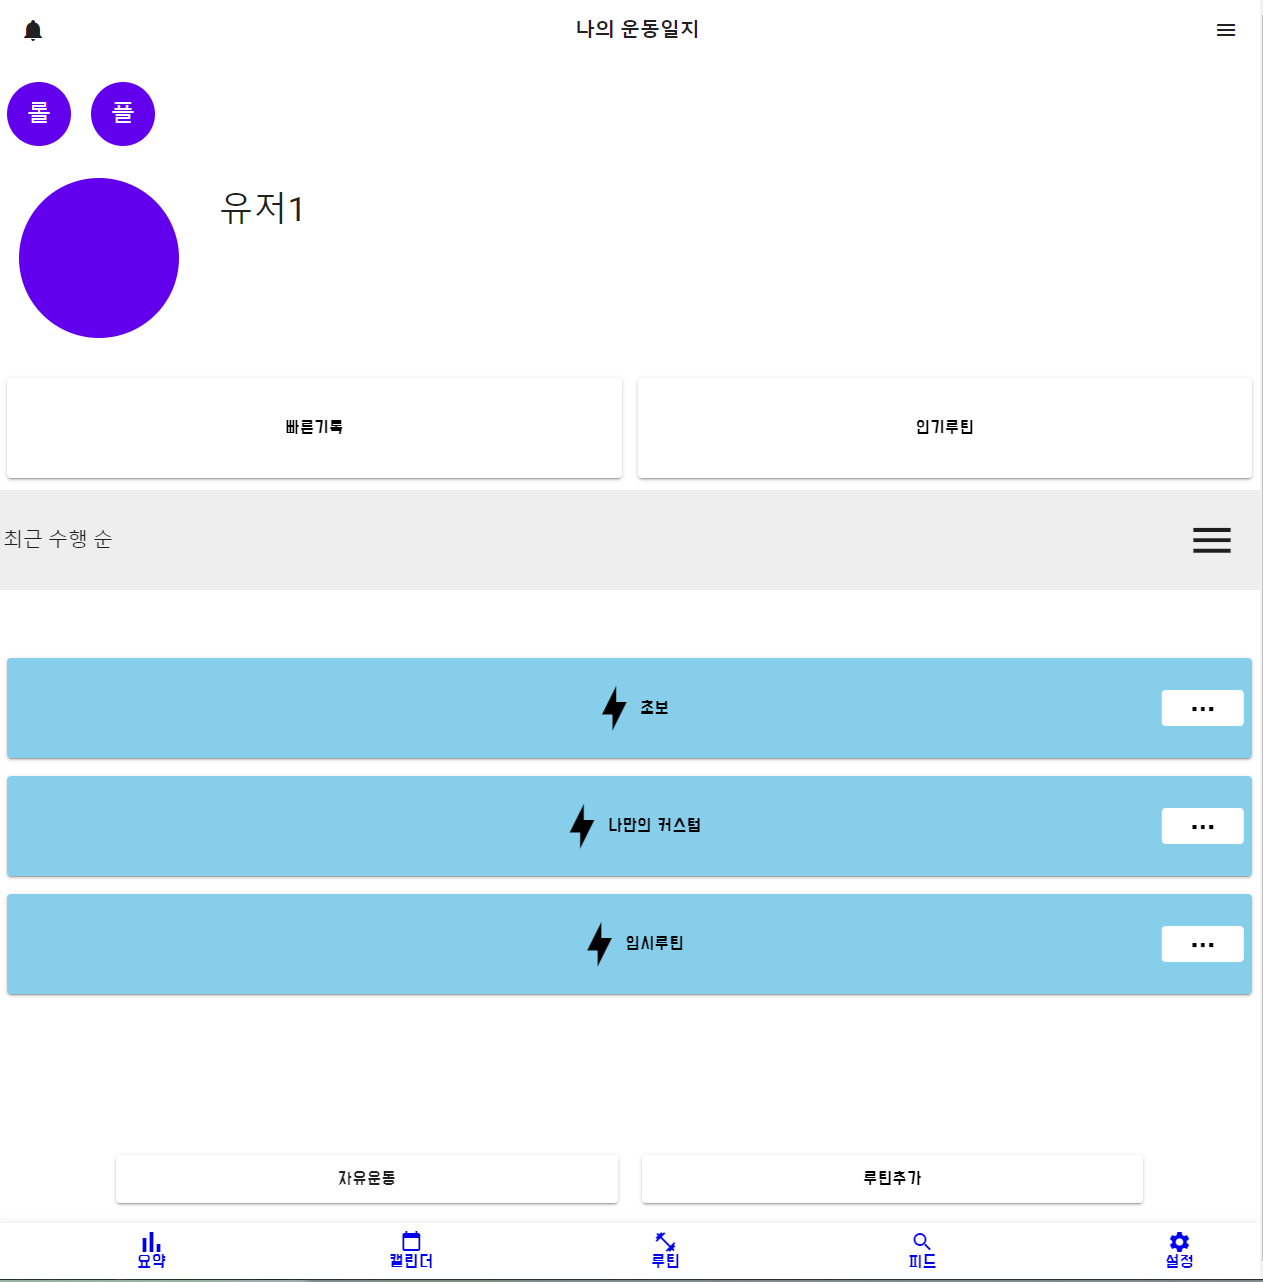 나의 운동일지
롤 플
유저1
빠른기록 인기루틴
최근 수행 순
초보 ...
나만의 커스텀 ...
임시루틴 ...
자유운동 루틴추가
요약 캘린더 루틴 피드 설정